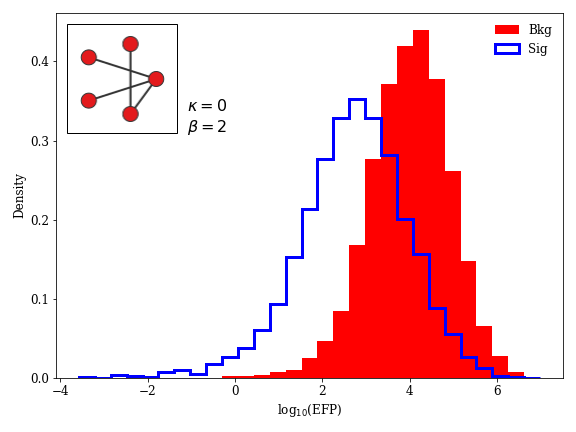 Bkg
Sig
κ = 0
β = 2
0.4
0.3
0.2
0.1
0.0
Density
−4 −2 0 2 4 6
log₁₀(EFP)